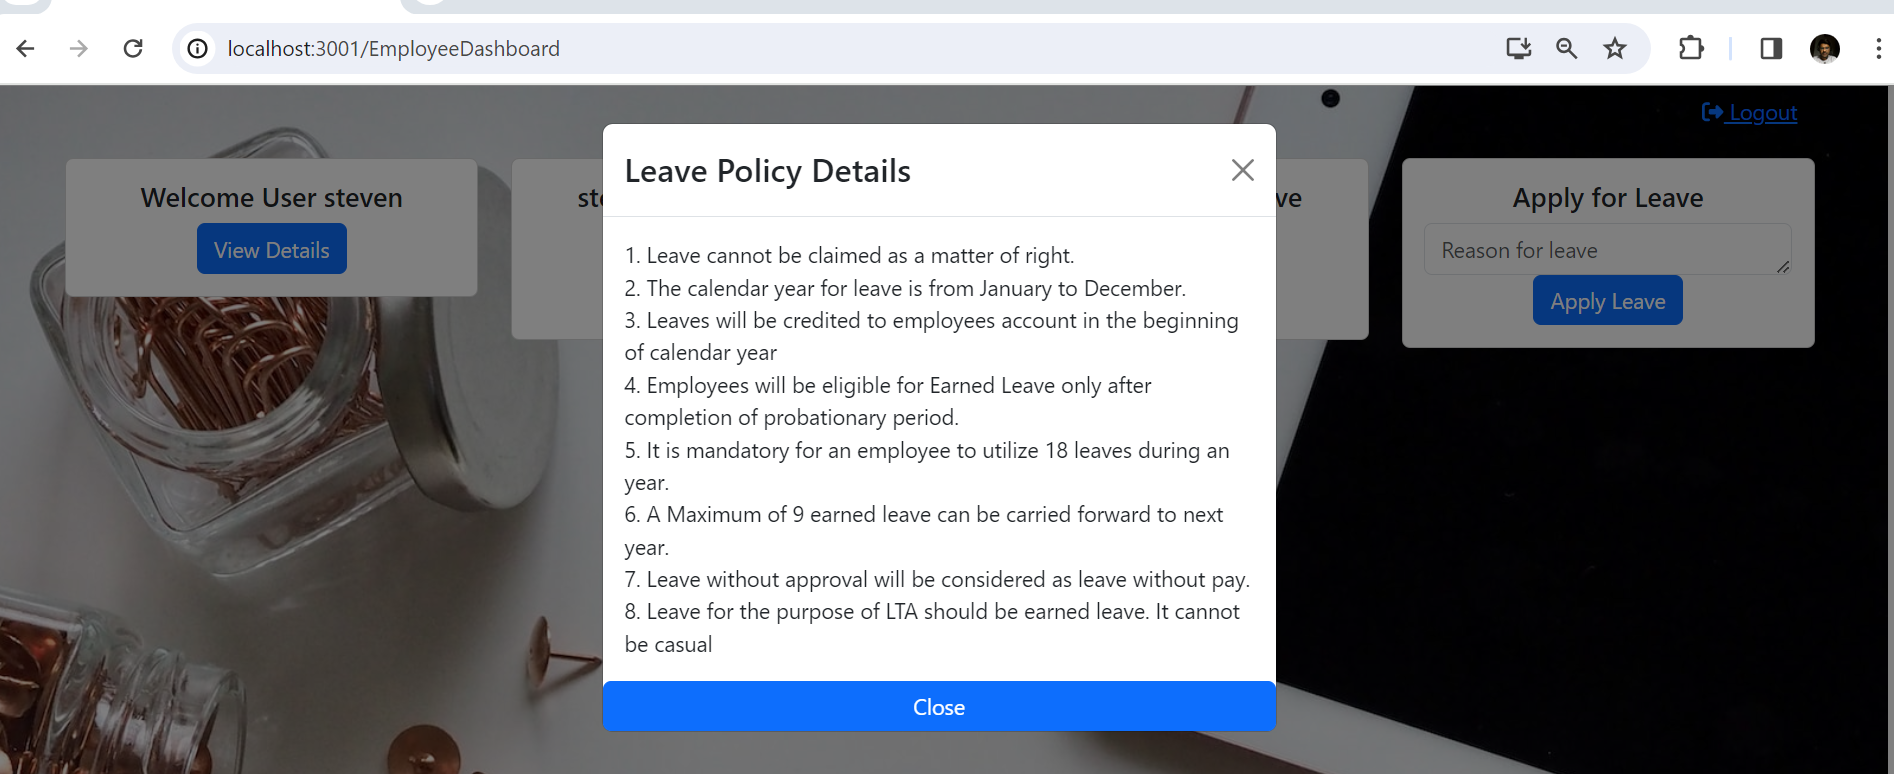 localhost:3001/EmployeeDashboard
Logout
Welcome User steven
View Details
Leave Policy Details
1. Leave cannot be claimed as a matter of right.
2. The calendar year for leave is from January to December.
3. Leaves will be credited to employees account in the beginning
of calendar year
4. Employees will be eligible for Earned Leave only after
completion of probationary period.
5. It is mandatory for an employee to utilize 18 leaves during an
year.
6. A Maximum of 9 earned leave can be carried forward to next
year.
7. Leave without approval will be considered as leave without pay.
8. Leave for the purpose of LTA should be earned leave. It cannot
be casual
Close
Apply for Leave
Reason for leave
Apply Leave